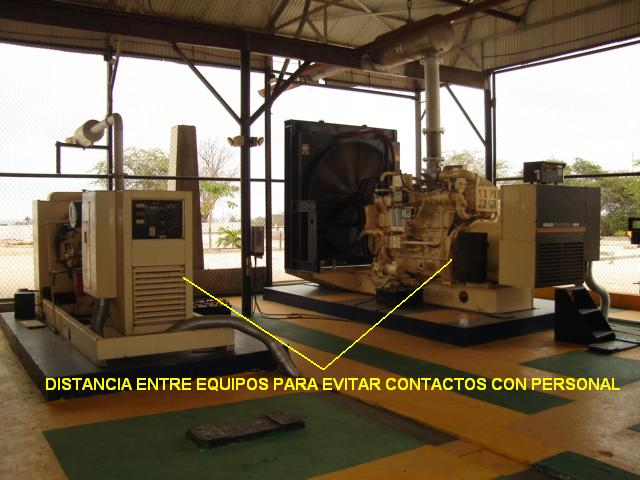 DISTANCIA ENTRE EQUIPOS PARA EVITAR CONTACTOS CON PERSONAL